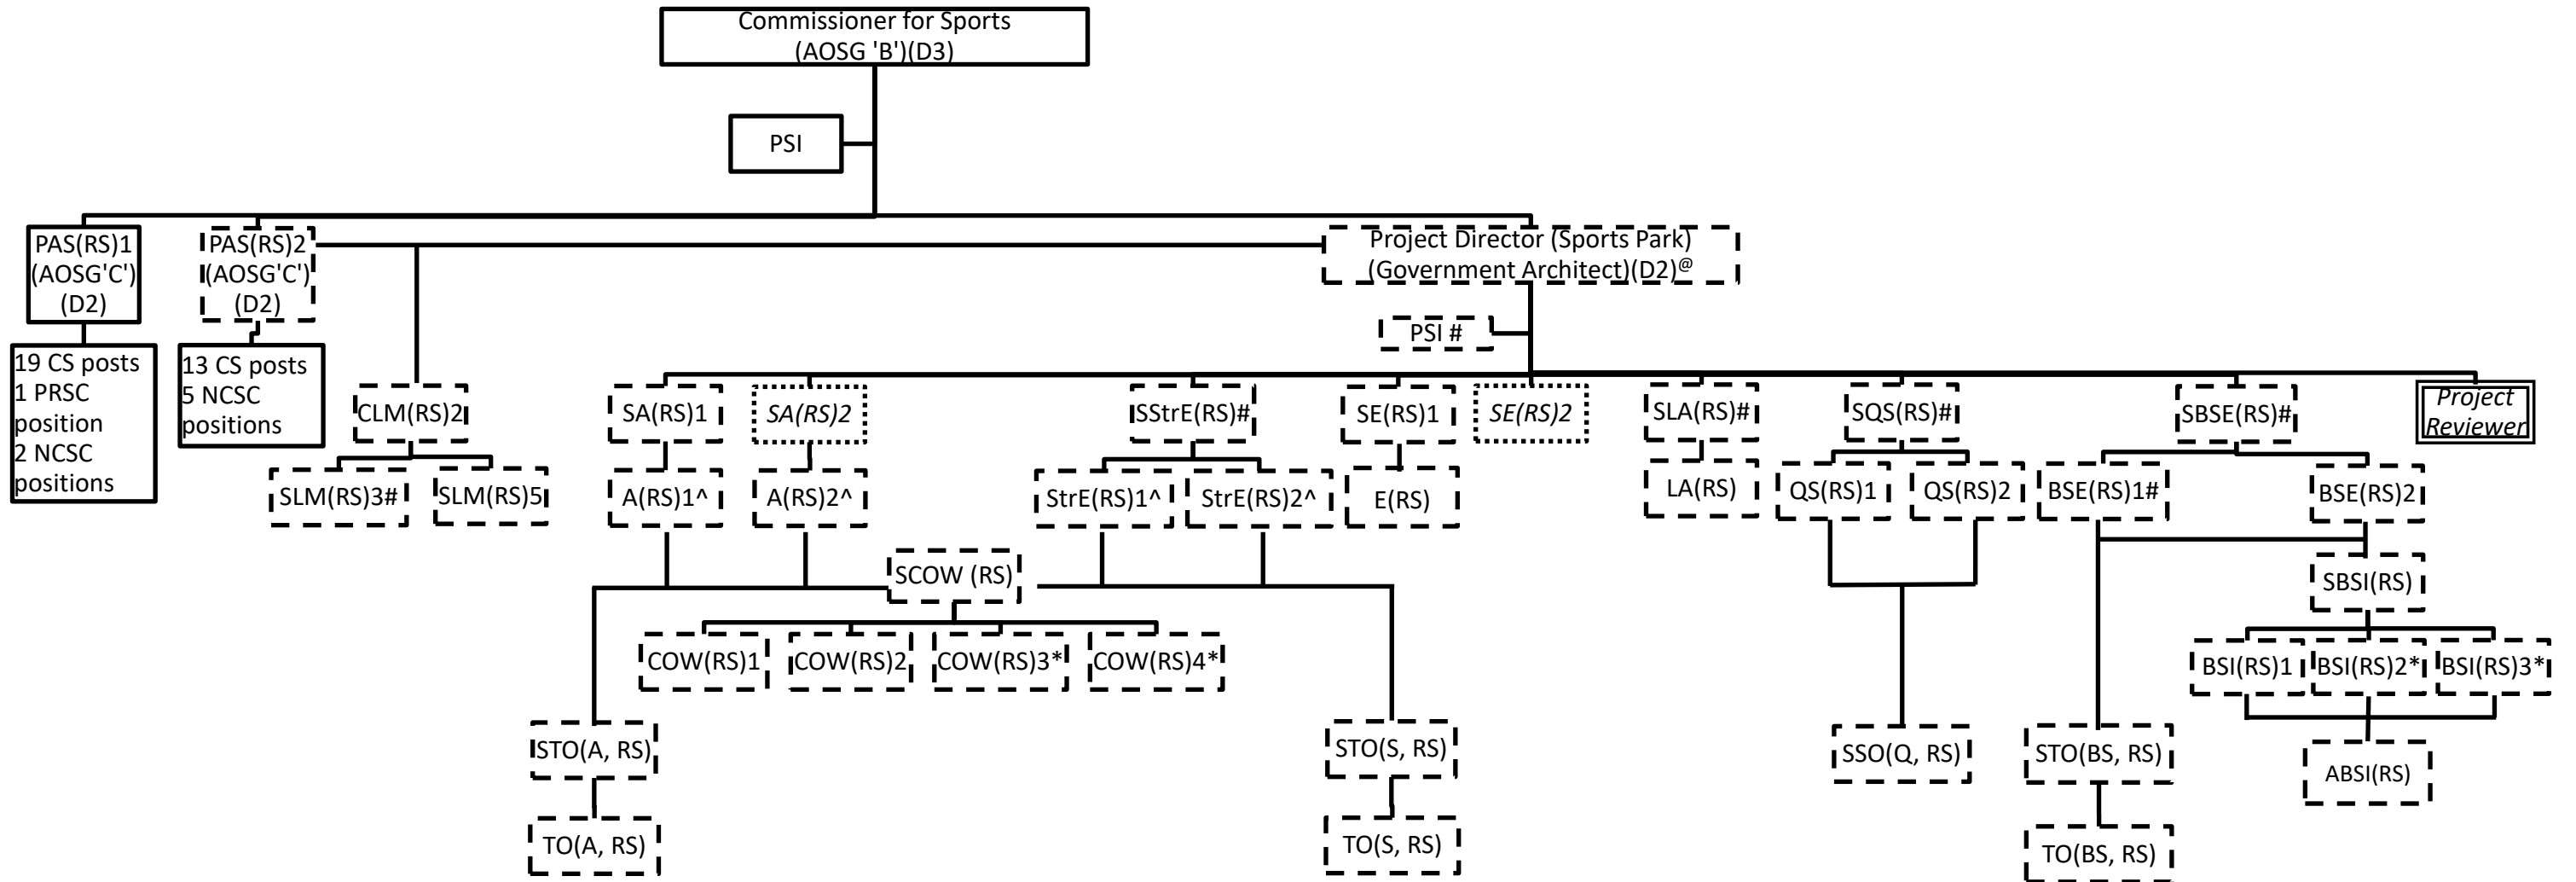 Commissioner for Sports
(AOSG 'B')(D3)
PSI
PAS(RS)1
(AOSG'C')
(D2)
PAS(RS)2
(AOSG'C')
(D2)
Project Director (Sports Park)
(Government Architect)(D2)@
PSI #
19 CS posts
1 PRSC
position
2 NCSC
positions
13 CS posts
5 NCSC
positions
CLM(RS)2
SA(RS)1
SA(RS)2
SStrE(RS)#
SE(RS)1
SE(RS)2
SLA(RS)#
SQS(RS)#
SBSE(RS)#
Project
Reviewer
SLM(RS)3#
SLM(RS)5
A(RS)1^
A(RS)2^
StrE(RS)1^
StrE(RS)2^
E(RS)
LA(RS)
QS(RS)1
QS(RS)2
BSE(RS)1#
BSE(RS)2
SCOW (RS)
SBSI(RS)
COW(RS)1
COW(RS)2
COW(RS)3*
COW(RS)4*
BSI(RS)1
BSI(RS)2*
BSI(RS)3*
STO(A, RS)
STO(S, RS)
SSO(Q, RS)
STO(BS, RS)
ABSI(RS)
TO(A, RS)
TO(S, RS)
TO(BS, RS)